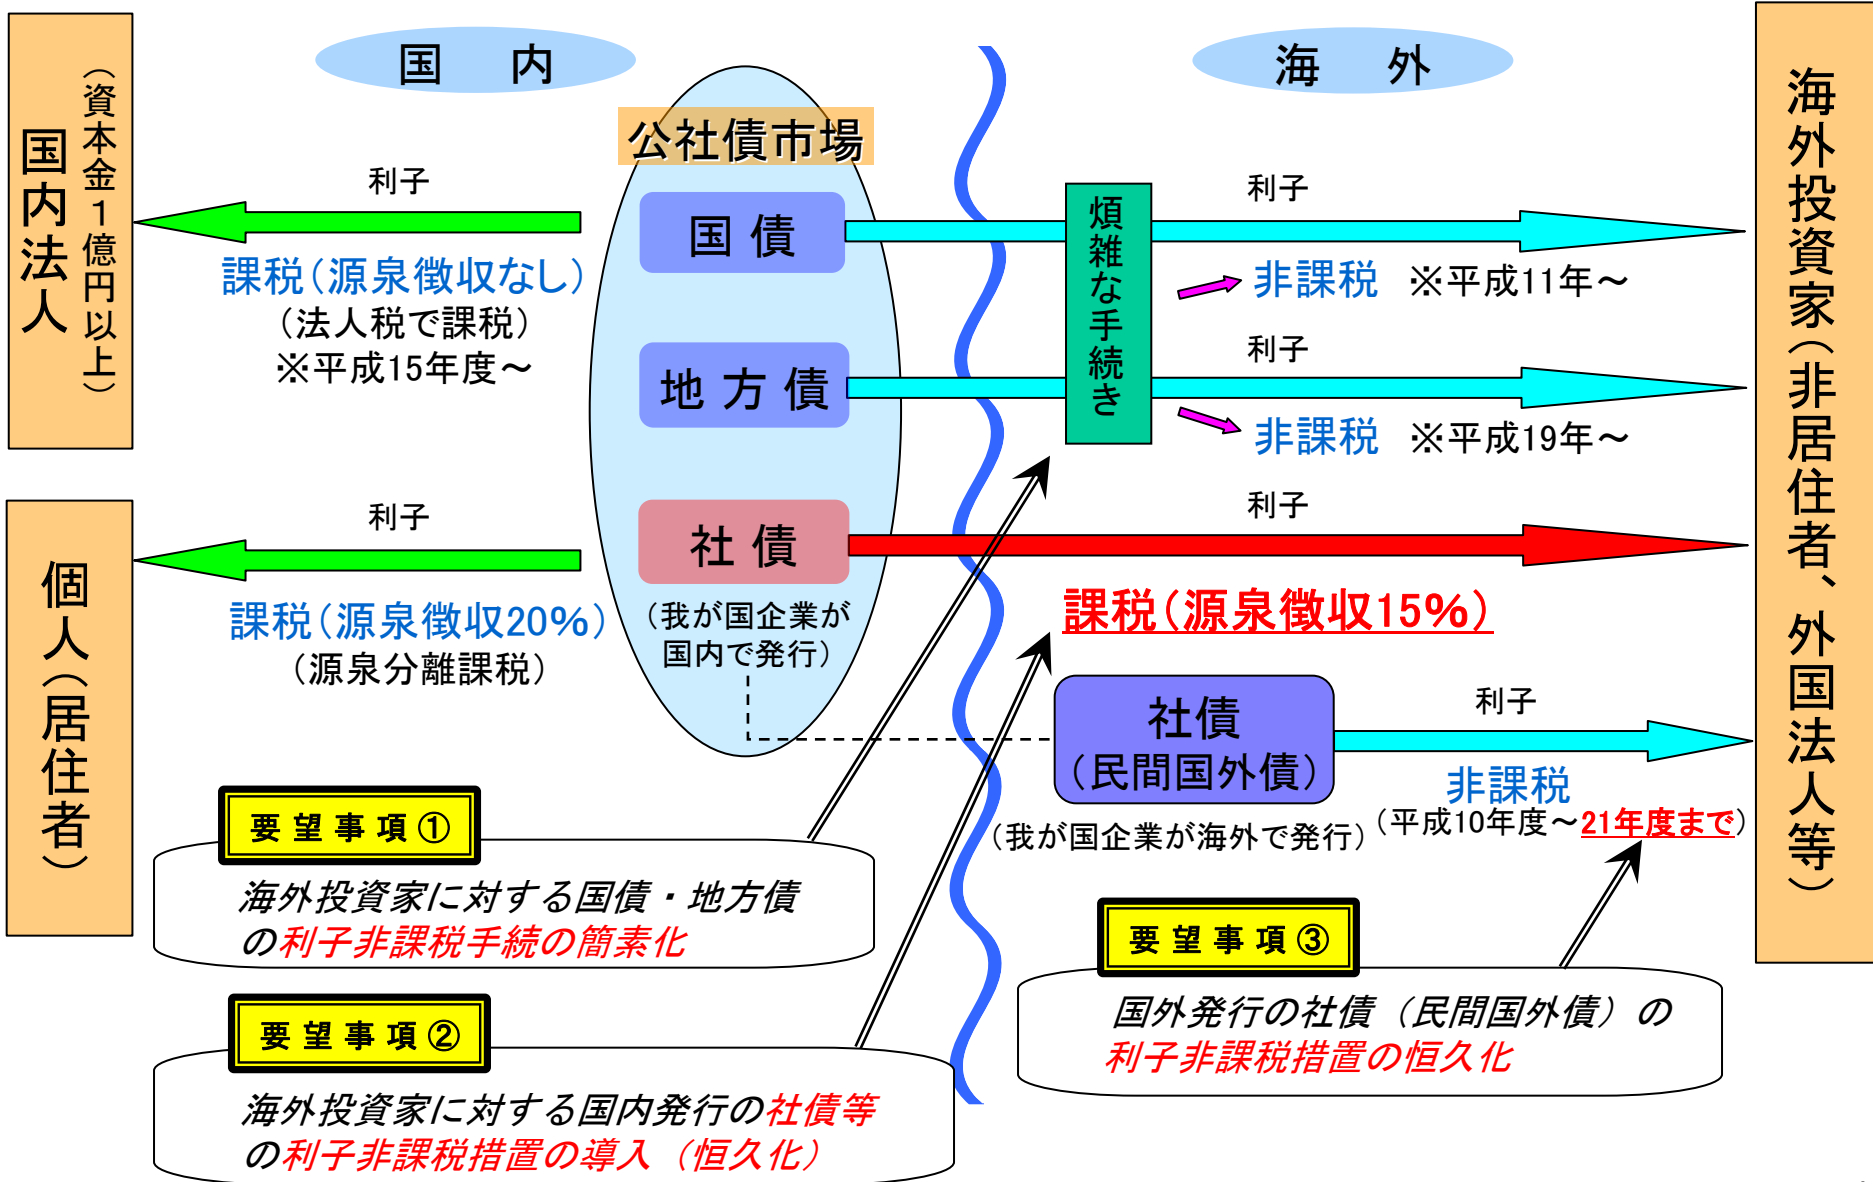 国　内
海　外
国内法人
（資本金１億円以上）
個人（居住者）
公社債市場
利子
課税（源泉徴収なし）
（法人税で課税）
※平成15年度～
利子
課税（源泉徴収20%）
（源泉分離課税）
国 債
地 方 債
社 債
（我が国企業が
国内で発行）
煩雑な手続き
利子
非課税　※平成11年～
利子
非課税　※平成19年～
利子
課税（源泉徴収15%）
社債
（民間国外債）
（我が国企業が海外で発行）
利子
非課税
（平成10年度～21年度まで）
海外投資家（非居住者、外国法人等）
要 望 事 項 ①
海外投資家に対する国債・地方債
の利子非課税手続の簡素化
要 望 事 項 ②
海外投資家に対する国内発行の社債等
の利子非課税措置の導入（恒久化）
要 望 事 項 ③
国外発行の社債（民間国外債）の
利子非課税措置の恒久化